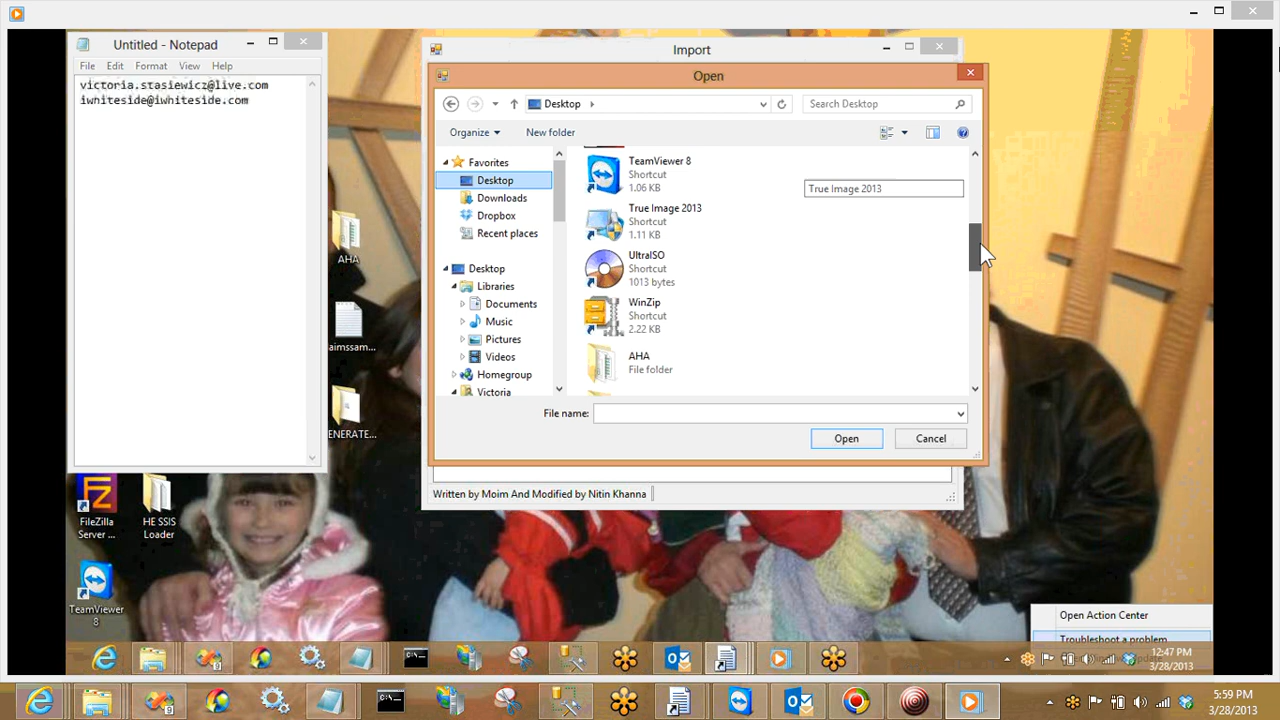 Untitled - Notepad
File Edit Format View Help
victoria.stasiewicz@live.com
iwhiteside@iwhiteside.com
AHA
aimssam...
ENERATE...
FileZilla
Server ...
HE SSIS
Loader
TeamViewer
8
Import
Open
Desktop
Search Desktop
Organize
New folder
Favorites
Desktop
Downloads
Dropbox
Recent places
Desktop
Libraries
Documents
Music
Pictures
Videos
Homegroup
Victoria
TeamViewer 8
Shortcut
1.06 KB
True Image 2013
Shortcut
1.11 KB
UltraISO
Shortcut
1013 bytes
WinZip
Shortcut
2.22 KB
AHA
File folder
True Image 2013
File name:
Open
Cancel
Written by Moim And Modified by Nitin Khanna
Open Action Center
Troubleshoot a problem
12:47 PM
3/28/2013
5:59 PM
3/28/2013